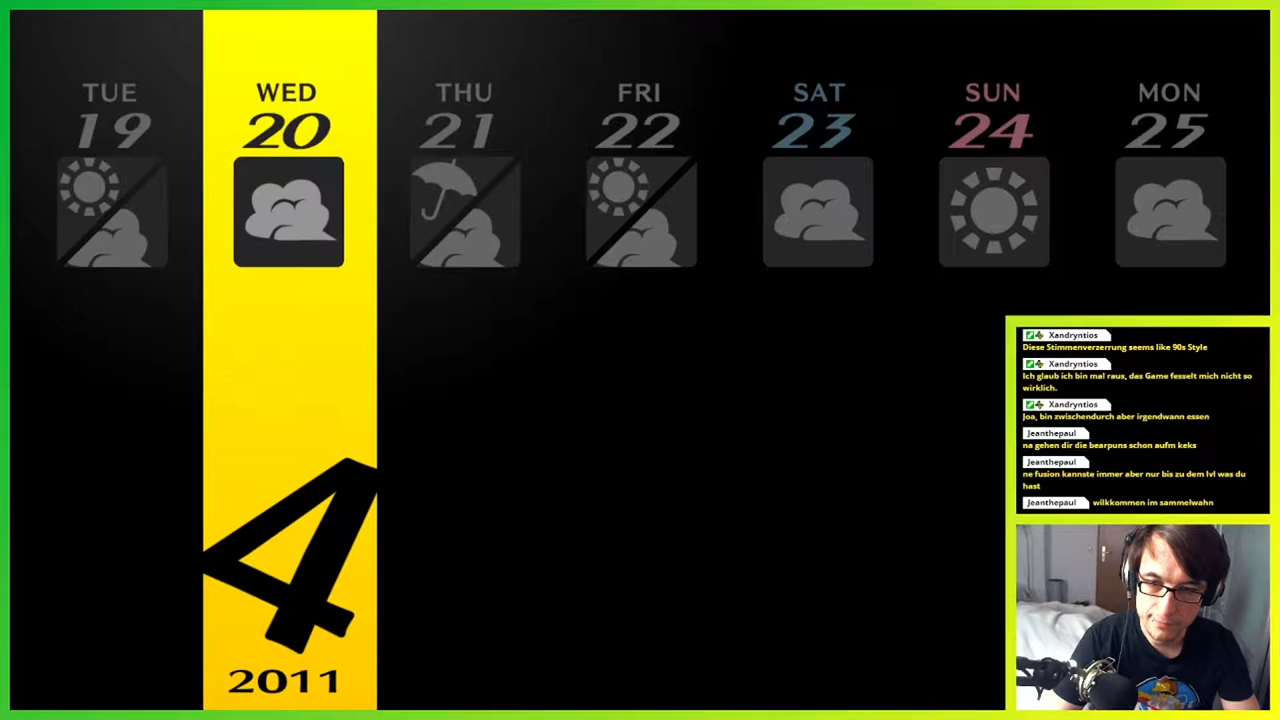 TUE WED THU FRI SAT SUN MON
19 20 21 22 23 24 25
4
2011
Xandryntios
Diese Stimmenverzerrung seems like 90s Style
Xandryntios
Ich glaub ich bin mal raus, das Game fesselt mich nicht so
wirklich.
Xandryntios
Joa, bin zwischendurch aber irgendwann essen
Jeanthepaul
na gehen dir die bearpuns schon aufm keks
Jeanthepaul
ne fusion kannste immer aber nur bis zu dem lvl was du
hast
Jeanthepaul wilkkommen im sammelwahn